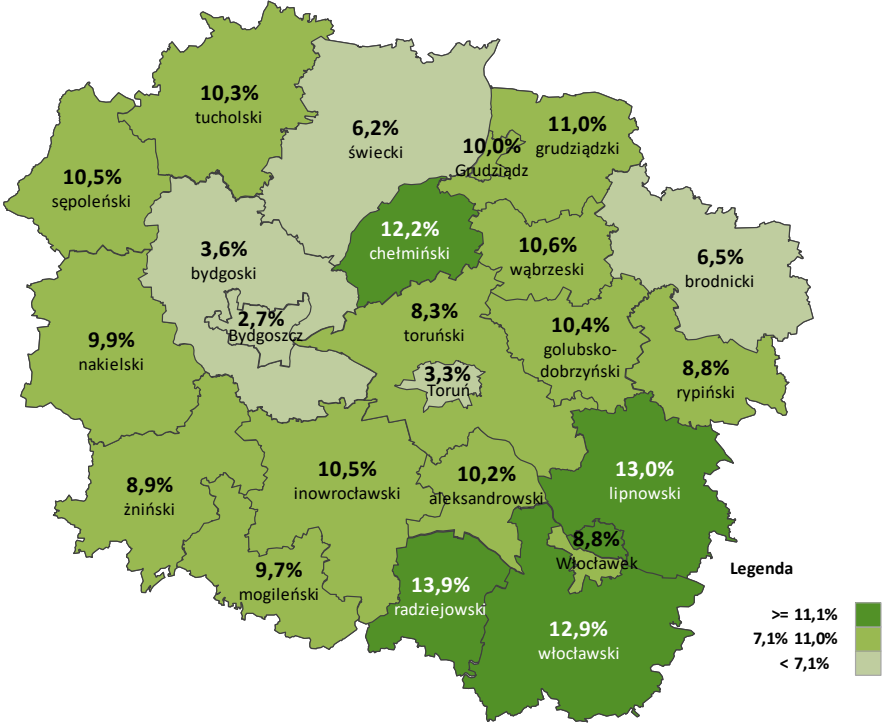 10,3%
tucholski
6,2%
świecki
11,0%
grudziądzki
10,0%
Grudziądz
10,5%
sępoleński
12,2%
chełmiński
3,6%
bydgoski
10,6%
wąbrzeski
6,5%
brodnicki
2,7%
Bydgoszcz
8,3%
toruński
10,4%
golubsko-
dobrzyński
9,9%
nakielski
3,3%
Toruń
8,8%
rypiński
8,9%
żniński
10,5%
inowrocławski
10,2%
aleksandrowski
13,0%
lipnowski
8,8%
Włocławek
9,7%
mogileński
13,9%
radziejowski
12,9%
włocławski
Legenda
>= 11,1%
7,1% 11,0%
< 7,1%